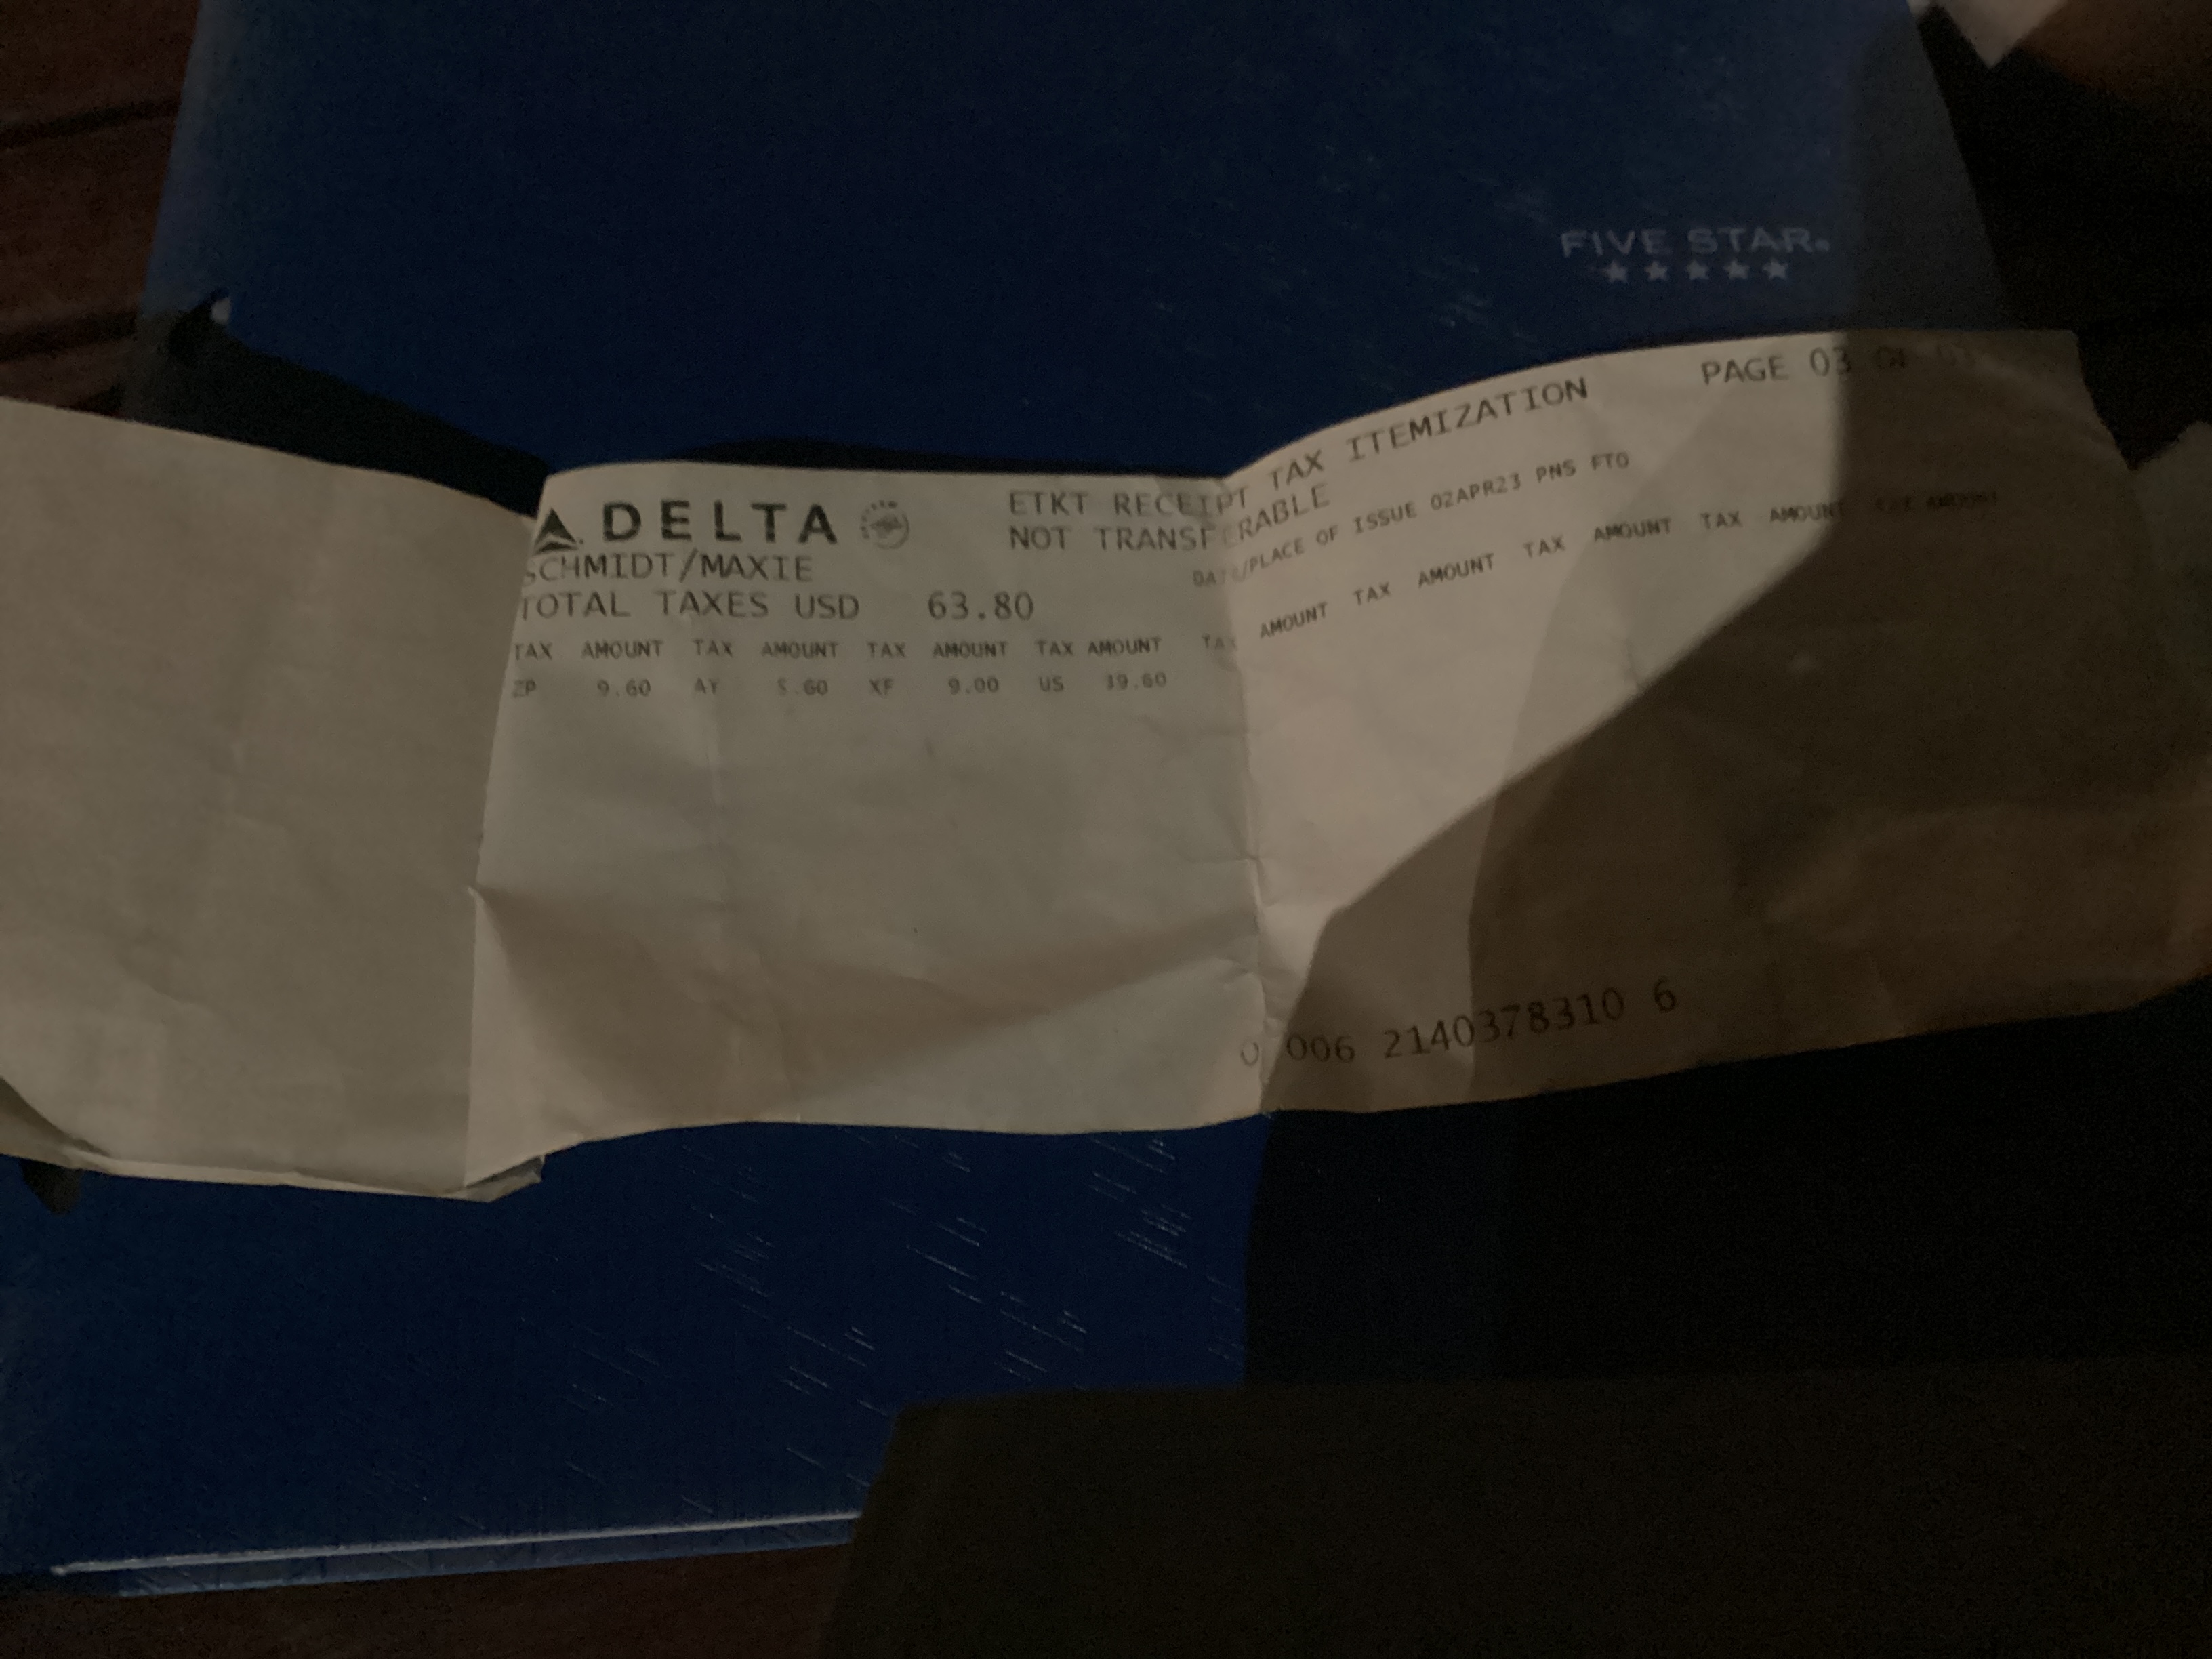 FIVE STAR®
PAGE 03
DELTA
ETKT RECEIPT TAX ITEMIZATION
SCHMIDT/MAXIE
NOT TRANSFERABLE
TOTAL TAXES USD 63.80
DATE/PLACE OF ISSUE 02APR23 PNS FTO
TAX AMOUNT TAX AMOUNT TAX AMOUNT TAX AMOUNT TAX AMOUNT TAX AMOUNT TAX AMOUNT TAX AMOUNT TAX AMOUNT
ZP 9.60 AY 5.60 XF 9.00 US 39.60
0 006 2140378310 6